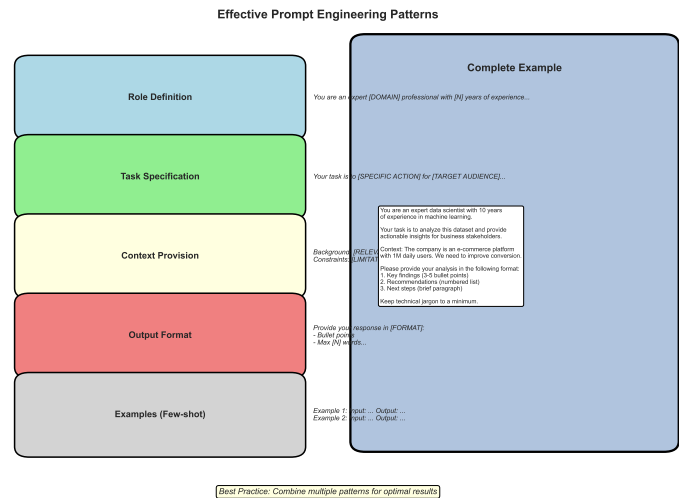 Effective Prompt Engineering Patterns
Role Definition
You are an expert [DOMAIN] professional with [N] years of experience...
Task Specification
Your task is to [SPECIFIC ACTION] for [TARGET AUDIENCE]...
Context Provision
Background: [RELEV
Constraints: [LIMITAT
Output Format
Provide your response in [FORMAT]:
- Bullet points
- Max [N] words...
Examples (Few-shot)
Example 1: Input: ... Output: ...
Example 2: Input: ... Output: ...
Complete Example
You are an expert data scientist with 10 years
of experience in machine learning.
Your task is to analyze this dataset and provide
actionable insights for business stakeholders.
Context: The company is an e-commerce platform
with 1M daily users. We need to improve conversion.
Please provide your analysis in the following format:
1. Key findings (3-5 bullet points)
2. Recommendations (numbered list)
3. Next steps (brief paragraph)
Keep technical jargon to a minimum.
Best Practice: Combine multiple patterns for optimal results